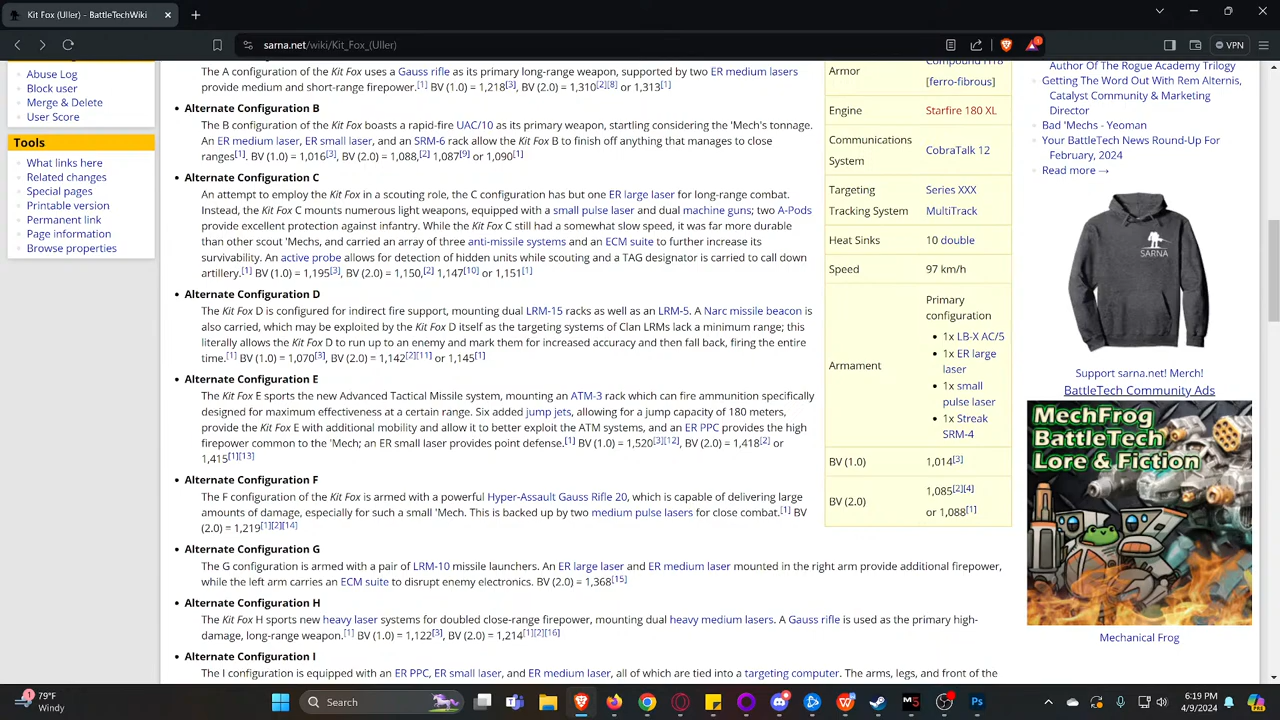 Kit Fox (Uller) - BattleTechWiki
sarna.net/wiki/Kit_Fox_(Uller)
VPN
Abuse Log
Block user
Merge & Delete
User Score
Tools
What links here
Related changes
Special pages
Printable version
Permanent link
Page information
Browse properties
The A configuration of the Kit Fox uses a Gauss rifle as its primary long-range weapon, supported by two ER medium lasers
provide medium and short-range firepower.[1] BV (1.0) = 1,218[3], BV (2.0) = 1,310[2][8] or 1,313[1]
• Alternate Configuration B
The B configuration of the Kit Fox boasts a rapid-fire UAC/10 as its primary weapon, startling considering the 'Mech's tonnage.
An ER medium laser, ER small laser, and an SRM-6 rack allow the Kit Fox B to finish off anything that manages to close
ranges[1]. BV (1.0) = 1,016[3], BV (2.0) = 1,088,[2] 1,087[9] or 1,090[1]
• Alternate Configuration C
An attempt to employ the Kit Fox in a scouting role, the C configuration has but one ER large laser for long-range combat.
Instead, the Kit Fox C mounts numerous light weapons, equipped with a small pulse laser and dual machine guns; two A-Pods
provide excellent protection against infantry. While the Kit Fox C still had a somewhat slow speed, it was far more durable
than other scout 'Mechs, and carried an array of three anti-missile systems and an ECM suite to further increase its
survivability. An active probe allows for detection of hidden units while scouting and a TAG designator is carried to call down
artillery.[1] BV (1.0) = 1,195[3], BV (2.0) = 1,150,[2] 1,147[10] or 1,151[1]
• Alternate Configuration D
The Kit Fox D is configured for indirect fire support, mounting dual LRM-15 racks as well as an LRM-5. A Narc missile beacon is
also carried, which may be exploited by the Kit Fox D itself as the targeting systems of Clan LRMs lack a minimum range; this
literally allows the Kit Fox D to run up to an enemy and mark them for increased accuracy and then fall back, firing the entire
time.[1] BV (1.0) = 1,070[3], BV (2.0) = 1,142[2][11] or 1,145[1]
• Alternate Configuration E
The Kit Fox E sports the new Advanced Tactical Missile system, mounting an ATM-3 rack which can fire ammunition specifically
designed for maximum effectiveness at a certain range. Six added jump jets, allowing for a jump capacity of 180 meters,
provide the Kit Fox E with additional mobility and allow it to better exploit the ATM systems, and an ER PPC provides the high
firepower common to the 'Mech; an ER small laser provides point defense.[1] BV (1.0) = 1,520[3][12], BV (2.0) = 1,418[2] or
1,415[1][13]
• Alternate Configuration F
The F configuration of the Kit Fox is armed with a powerful Hyper-Assault Gauss Rifle 20, which is capable of delivering large
amounts of damage, especially for such a small 'Mech. This is backed up by two medium pulse lasers for close combat.[1] BV
(2.0) = 1,219[1][2][14]
• Alternate Configuration G
The G configuration is armed with a pair of LRM-10 missile launchers. An ER large laser and ER medium laser mounted in the right arm provide additional firepower,
while the left arm carries an ECM suite to disrupt enemy electronics. BV (2.0) = 1,368[15]
• Alternate Configuration H
The Kit Fox H sports new heavy laser systems for doubled close-range firepower, mounting dual heavy medium lasers. A Gauss rifle is used as the primary high-
damage, long-range weapon.[1] BV (1.0) = 1,122[3], BV (2.0) = 1,214[1][2][16]
• Alternate Configuration I
The I configuration is equipped with an ER PPC, ER small laser, and ER medium laser, all of which are tied into a targeting computer. The arms, legs, and front of the
Armor
[ferro-fibrous]
Engine
Starfire 180 XL
Communications
System
CobraTalk 12
Targeting
Tracking System
Series XXX
MultiTrack
Heat Sinks
10 double
Speed
97 km/h
Armament
Primary
configuration
• 1x LB-X AC/5
• 1x ER large
laser
• 1x small
pulse laser
• 1x Streak
SRM-4
BV (1.0)
1,014[3]
BV (2.0)
1,085[2][4]
or 1,088[1]
Author Of The Rogue Academy Trilogy
Getting The Word Out With Rem Alternis,
Catalyst Community & Marketing
Director
Bad 'Mechs - Yeoman
Your BattleTech News Round-Up For
February, 2024
Read more →
SARNA
Support sarna.net! Merch!
BattleTech Community Ads
MechFrog
BattleTech
Lore & Fiction
Mechanical Frog
1
79°F
Windy
Search
6:19 PM
4/9/2024